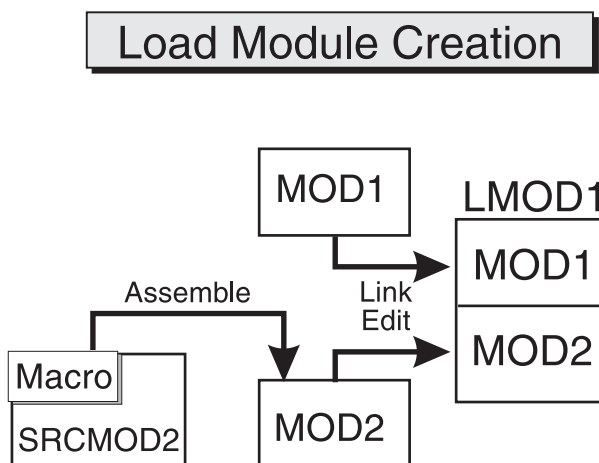 Load Module Creation
MOD1
LMOD1
MOD1
Assemble
Link
Edit
MOD2
Macro
SRCMOD2
MOD2